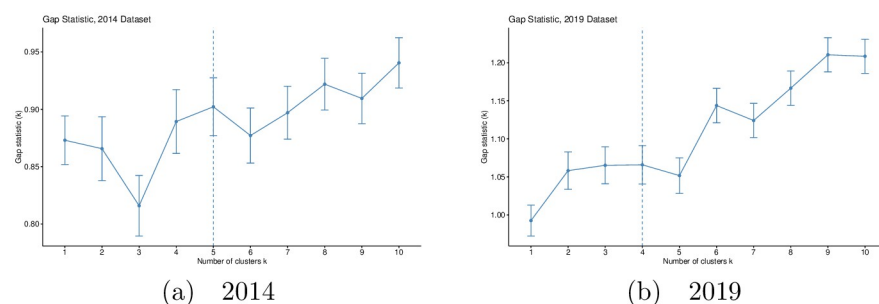 Gap Statistic, 2014 Dataset
Gap statistic (k)
0.95
0.90
0.85
0.80
1 2 3 4 5 6 7 8 9 10
Number of clusters k
(a) 2014
Gap Statistic, 2019 Dataset
Gap statistic (k)
1.20
1.15
1.10
1.05
1.00
1 2 3 4 5 6 7 8 9 10
Number of clusters k
(b) 2019